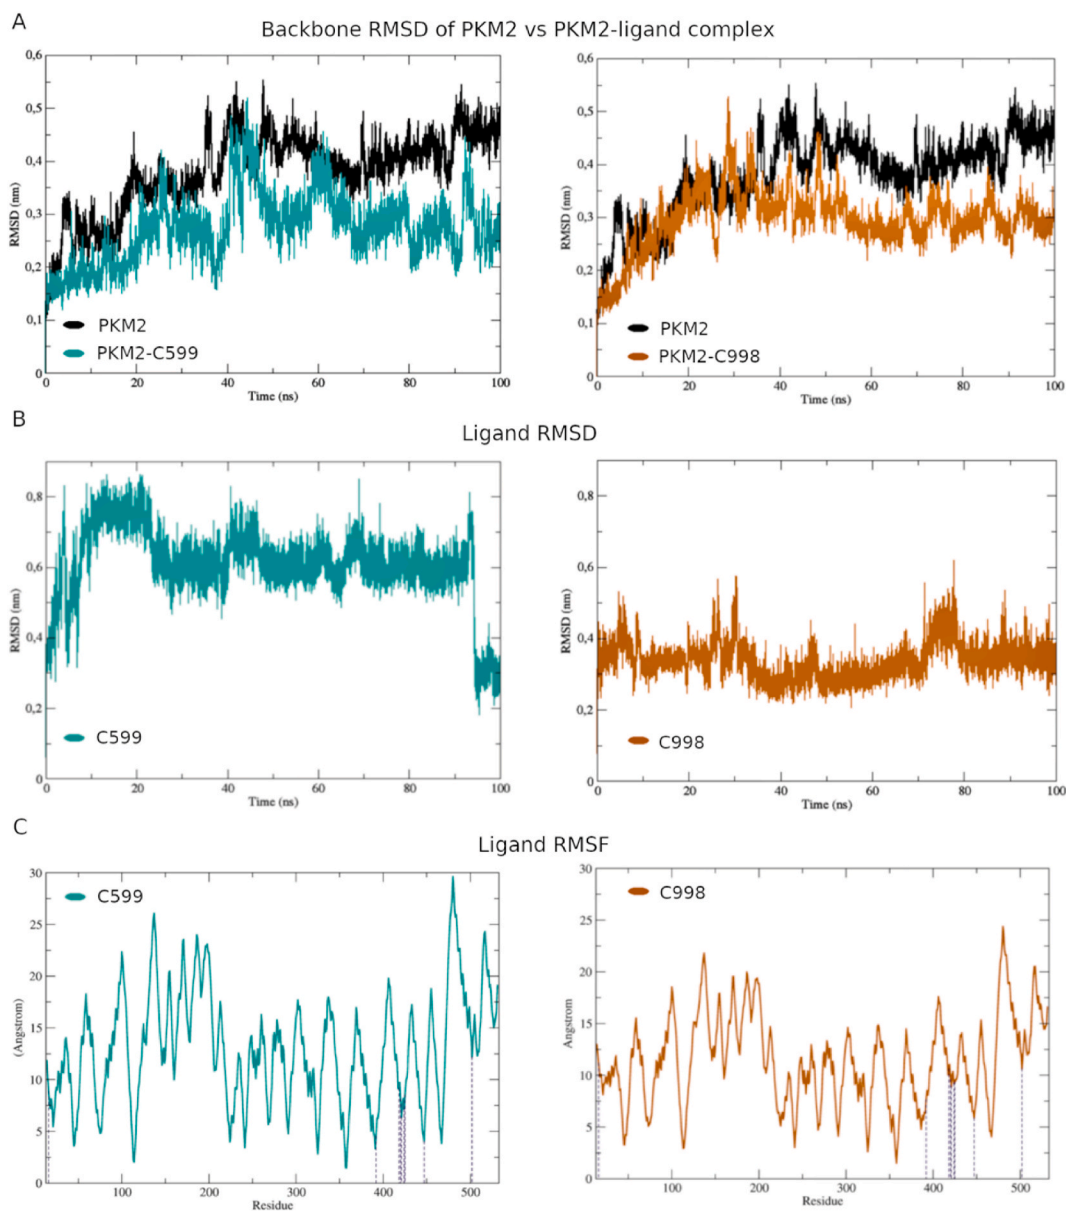 A
Backbone RMSD of PKM2 vs PKM2-ligand complex
0,6
0,5
0,4
0,3
0,2
0,1
0
RMSD (nm)
PKM2
PKM2-C599
0 20 40 60 80 100
Time (ns)
0,6
0,5
0,4
0,3
0,2
0,1
0
RMSD (nm)
PKM2
PKM2-C998
0 20 40 60 80 100
Time (ns)
B
Ligand RMSD
0,8
0,6
0,4
0,2
0
RMSD (nm)
C599
0 20 40 60 80 100
Time (ns)
0,8
0,6
0,4
0,2
0
RMSD (nm)
C998
0 20 40 60 80 100
Time (ns)
C
Ligand RMSF
30
25
20
15
10
5
0
(Angstrom)
C599
100 200 300 400 500
Residue
30
25
20
15
10
5
0
Angstrom
C998
100 200 300 400 500
Residue